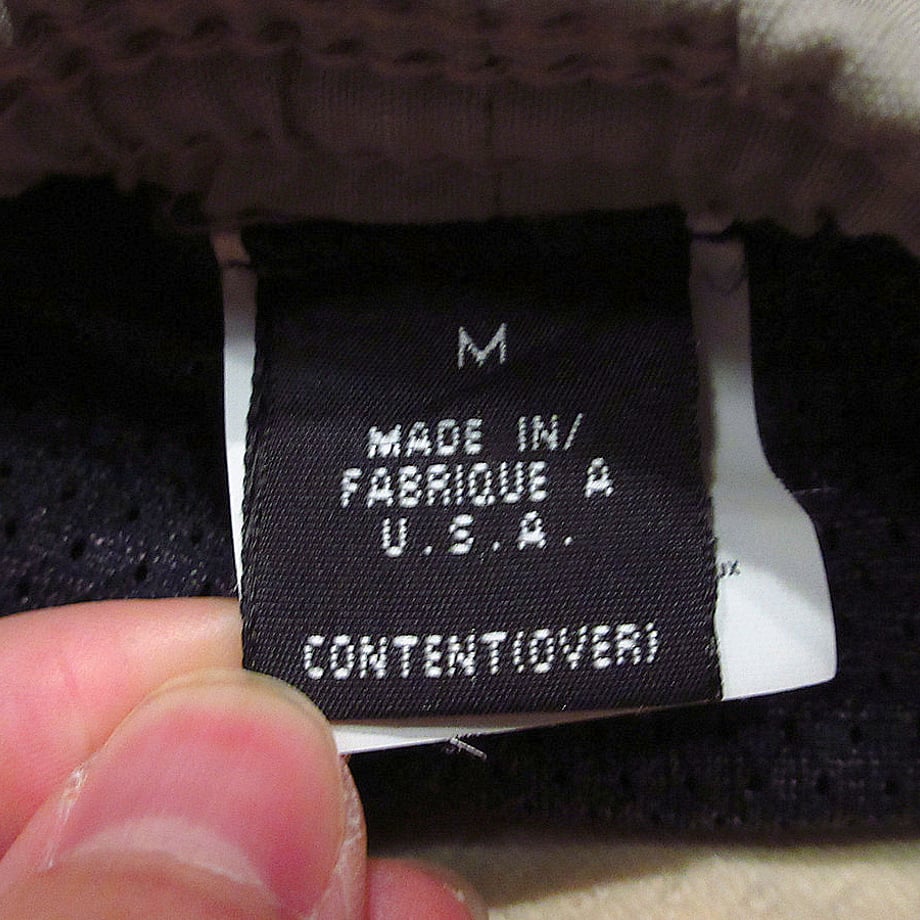 M
MADE IN/
FABRIQUE A
U.S.A.
CONTENT(OVER)